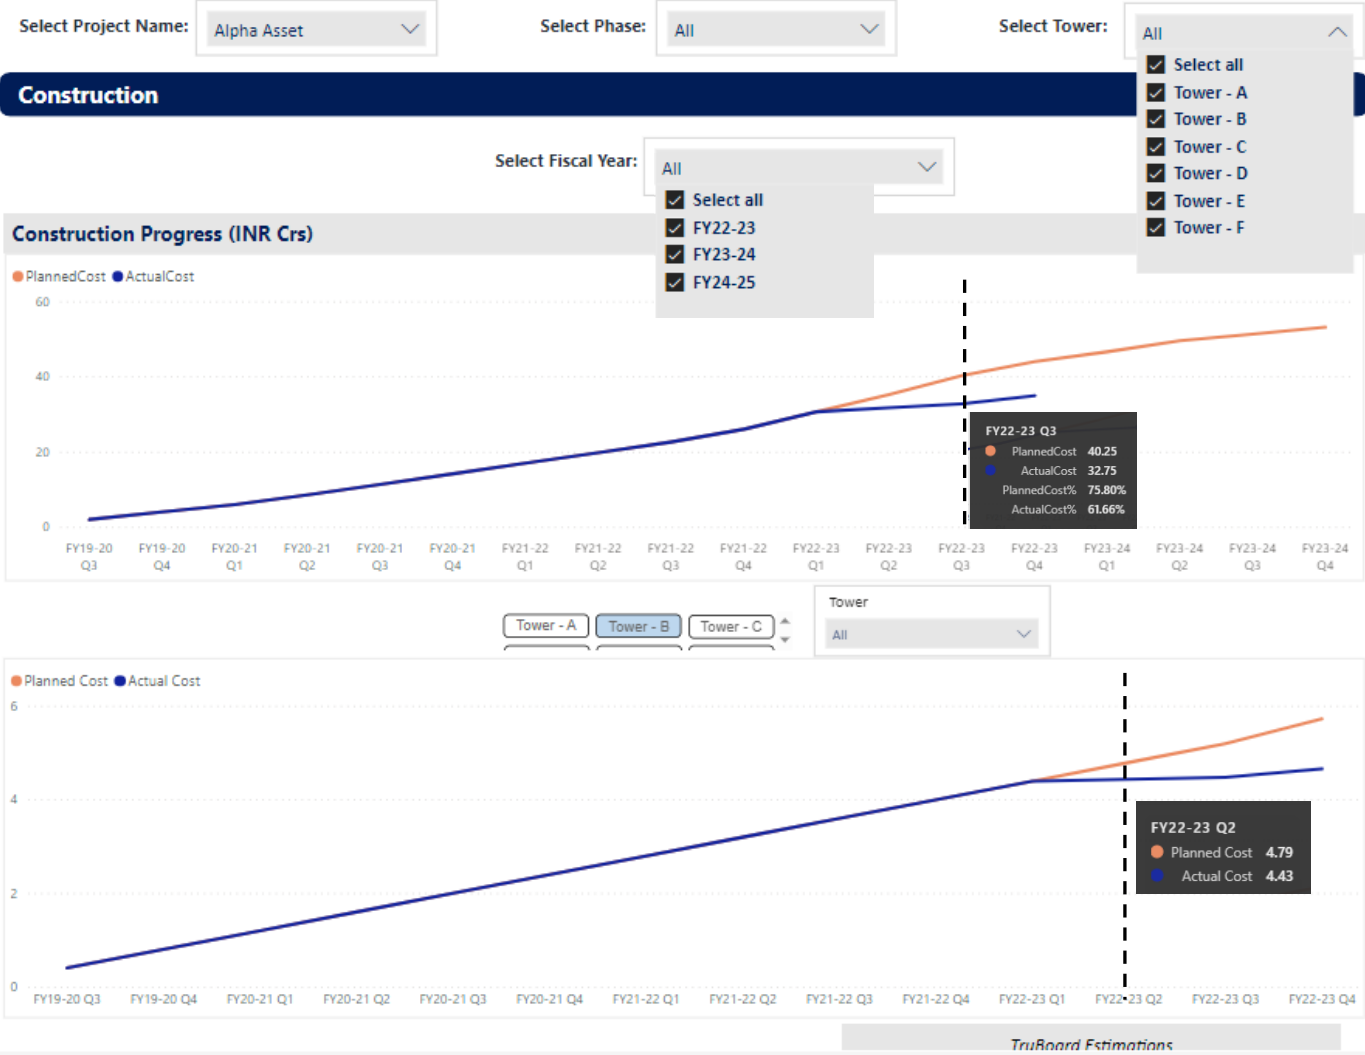 Select Project Name: Alpha Asset Select Phase: All Select Tower: All
Select all
Tower - A
Tower - B
Tower - C
Tower - D
Tower - E
Tower - F
Construction
Select Fiscal Year: All
Select all
FY22-23
FY23-24
FY24-25
Construction Progress (INR Crs)
PlannedCost ActualCost
60
40
20
0
FY22-23 Q3
PlannedCost 40.25
ActualCost 32.75
PlannedCost% 75.80%
ActualCost% 61.66%
FY19-20 FY19-20 FY20-21 FY20-21 FY20-21 FY20-21 FY21-22 FY21-22 FY21-22 FY21-22 FY22-23 FY22-23 FY22-23 FY22-23 FY23-24 FY23-24 FY23-24 FY23-24
Q3 Q4 Q1 Q2 Q3 Q4 Q1 Q2 Q3 Q4 Q1 Q2 Q3 Q4 Q1 Q2 Q3 Q4
Tower - A Tower - B Tower - C
Tower
All
Planned Cost Actual Cost
6
4
2
0
FY22-23 Q2
Planned Cost 4.79
Actual Cost 4.43
FY19-20 Q3 FY19-20 Q4 FY20-21 Q1 FY20-21 Q2 FY20-21 Q3 FY20-21 Q4 FY21-22 Q1 FY21-22 Q2 FY21-22 Q3 FY21-22 Q4 FY22-23 Q1 FY22-23 Q2 FY22-23 Q3 FY22-23 Q4
TruBoard Estimations